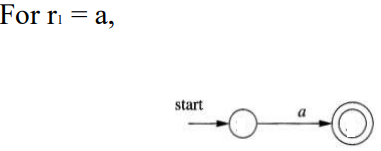 For r₁ = a,
start
a